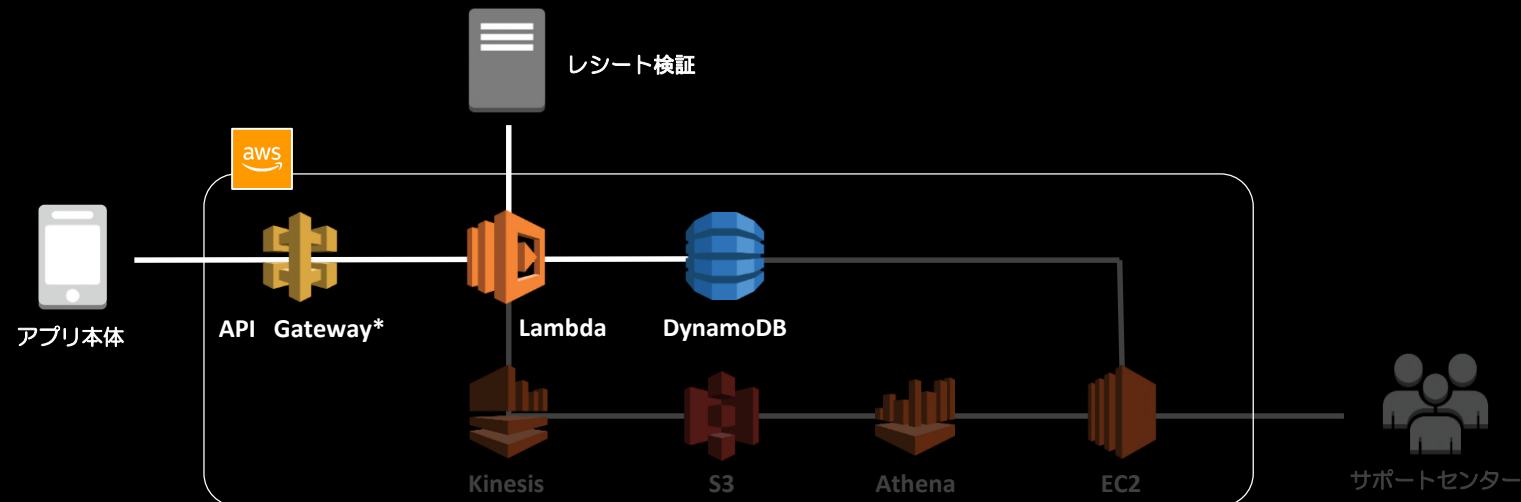 レシート検証
aws
アプリ本体
API Gateway*
Lambda
DynamoDB
Kinesis
S3
Athena
EC2
サポートセンター